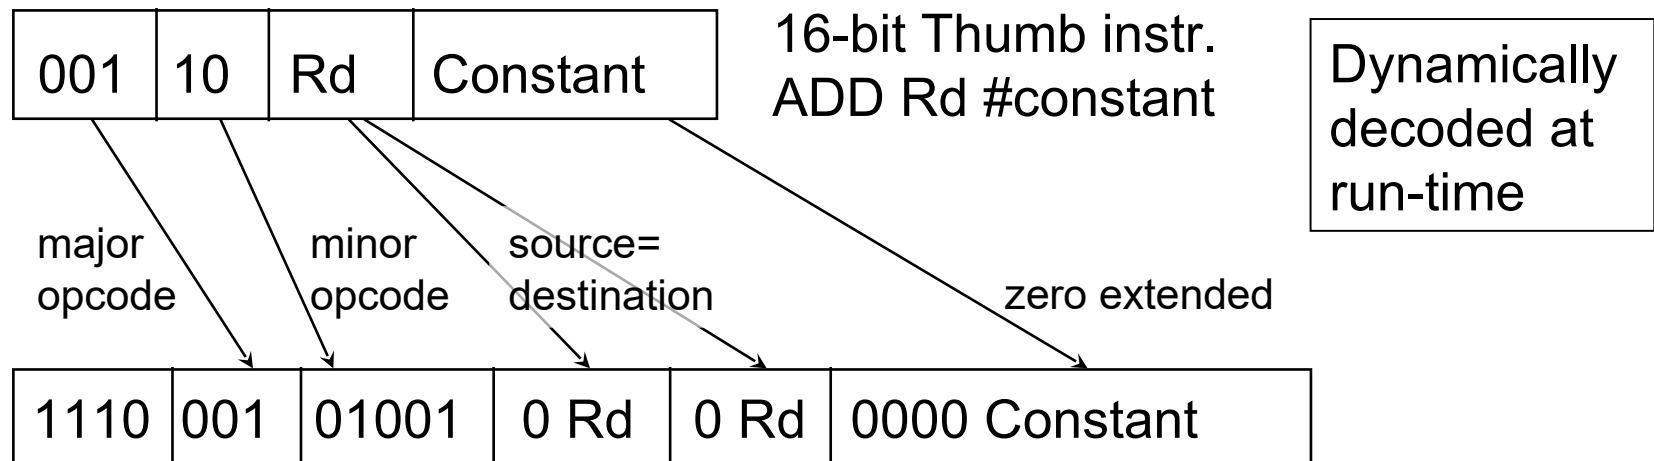 001 10 Rd Constant
16-bit Thumb instr.
ADD Rd #constant
Dynamically
decoded at
run-time
major
opcode
minor
opcode
source=
destination
zero extended
1110 001 01001 0 Rd 0 Rd 0000 Constant